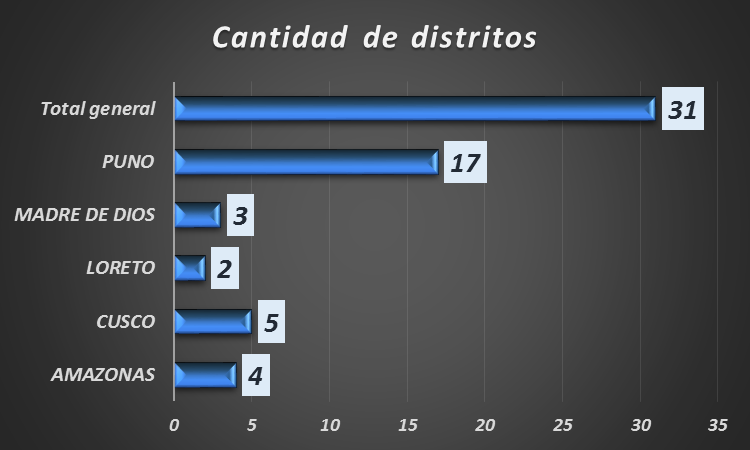 Cantidad de distritos
Total general 31
PUNO 17
MADRE DE DIOS 3
LORETO 2
CUSCO 5
AMAZONAS 4
0 5 10 15 20 25 30 35